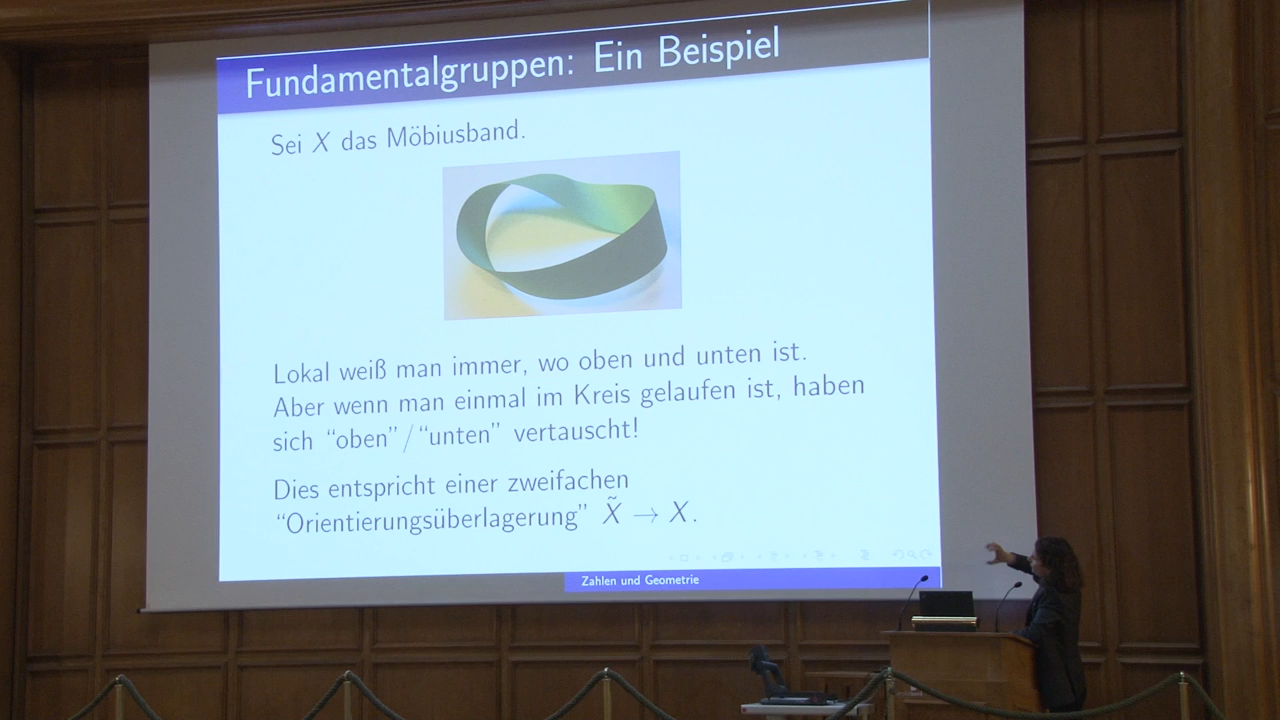 Fundamentalgruppen: Ein Beispiel
Sei X das Möbiusband.
Lokal weiß man immer, wo oben und unten ist.
Aber wenn man einmal im Kreis gelaufen ist, haben
sich “oben”/“unten” vertauscht!
Dies entspricht einer zweifachen
“Orientierungsüberlagerung” X̃ → X.
Zahlen und Geometrie